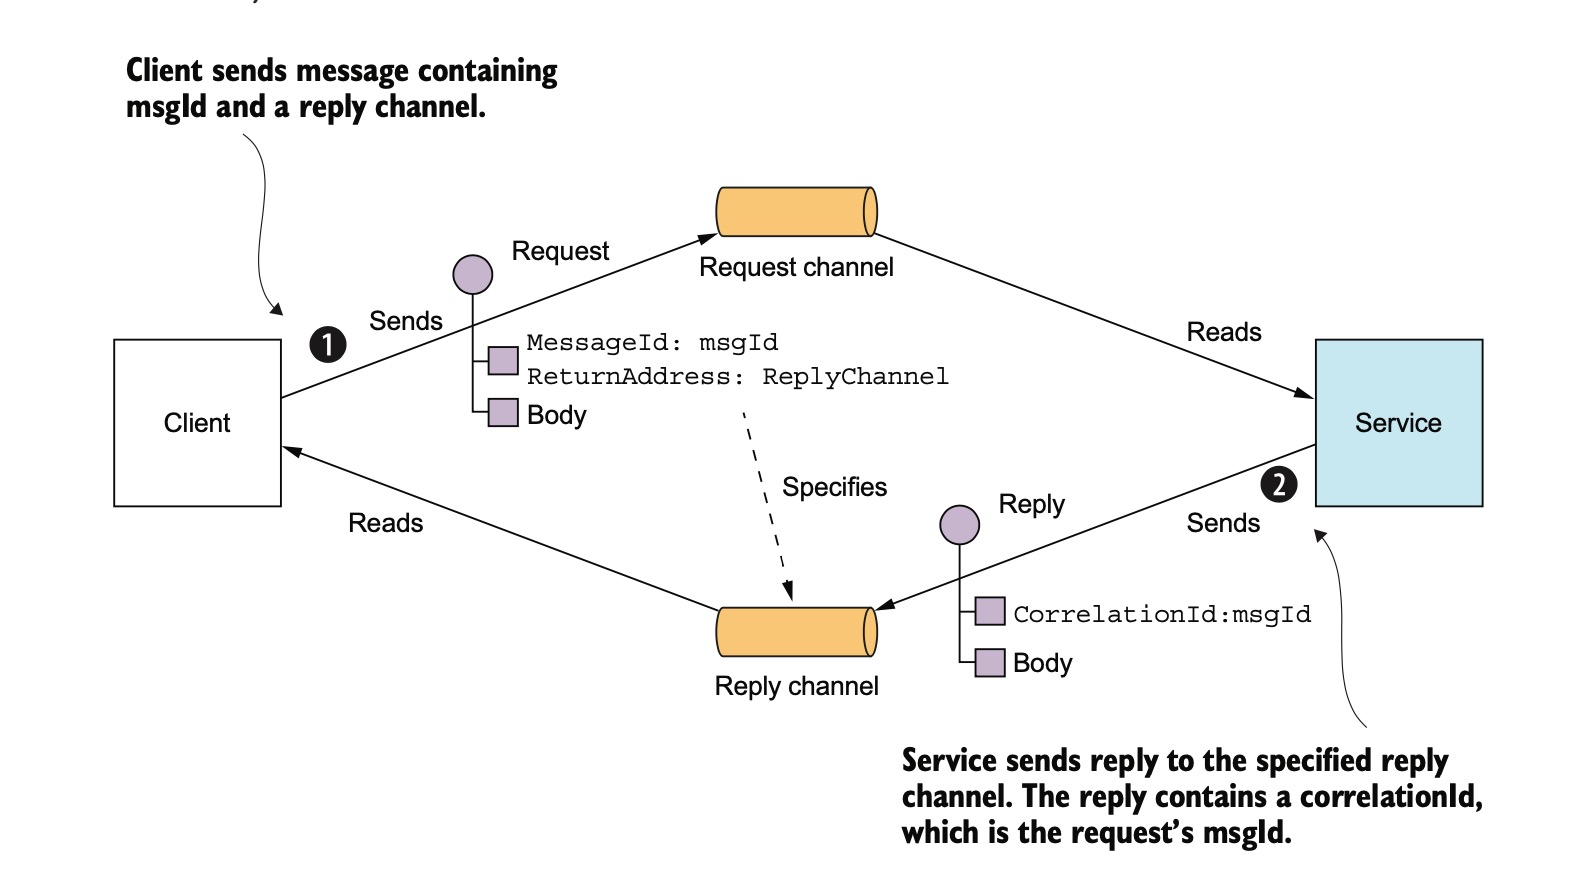 Client sends message containing
msgId and a reply channel.
Request
Request channel
Sends
1
MessageId: msgId
ReturnAddress: ReplyChannel
Body
Reads
Client
Service
Specifies
2
Reply
Sends
Reads
CorrelationId:msgId
Body
Reply channel
Service sends reply to the specified reply
channel. The reply contains a correlationId,
which is the request’s msgId.